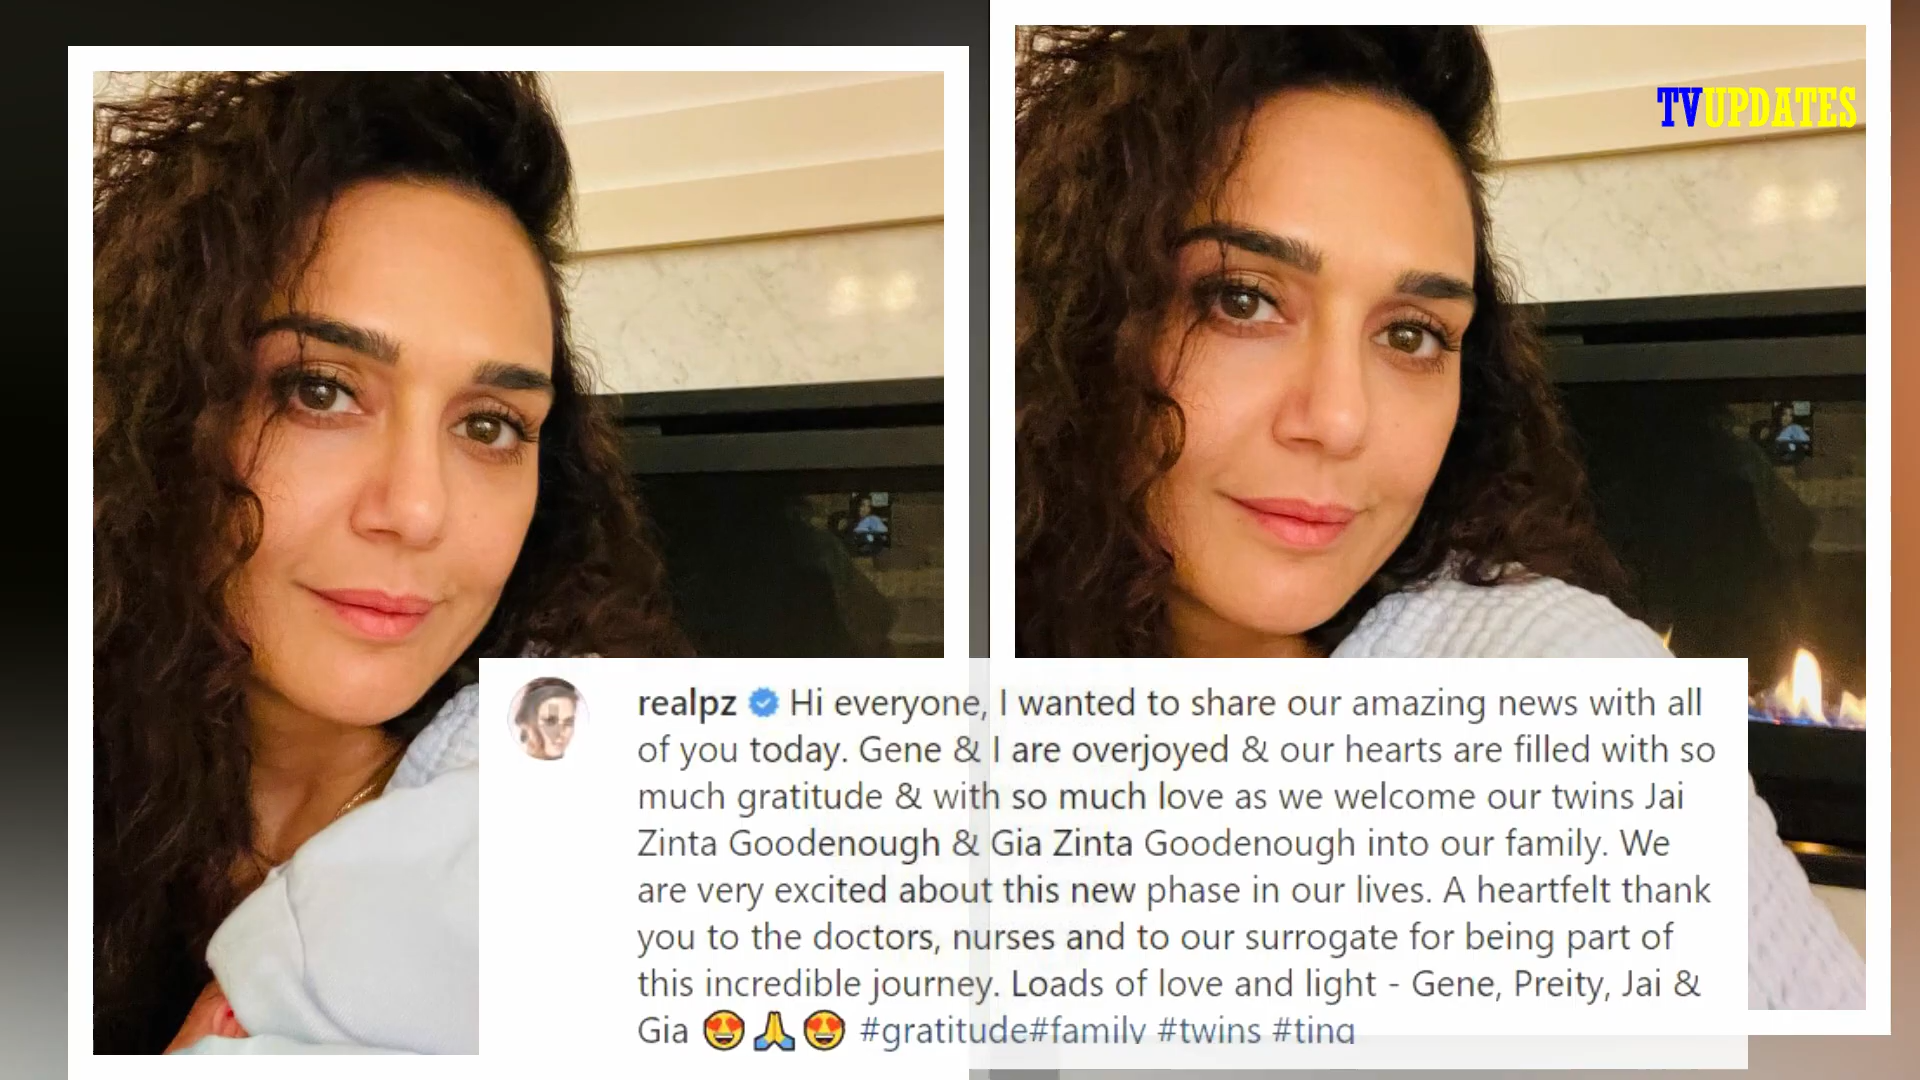 TVUPDATES
realpz Hi everyone, I wanted to share our amazing news with all
of you today. Gene & I are overjoyed & our hearts are filled with so
much gratitude & with so much love as we welcome our twins Jai
Zinta Goodenough & Gia Zinta Goodenough into our family. We
are very excited about this new phase in our lives. A heartfelt thank
you to the doctors, nurses and to our surrogate for being part of
this incredible journey. Loads of love and light - Gene, Preity, Jai &
Gia 😍🙏😍 #gratitude#family #twins #ting